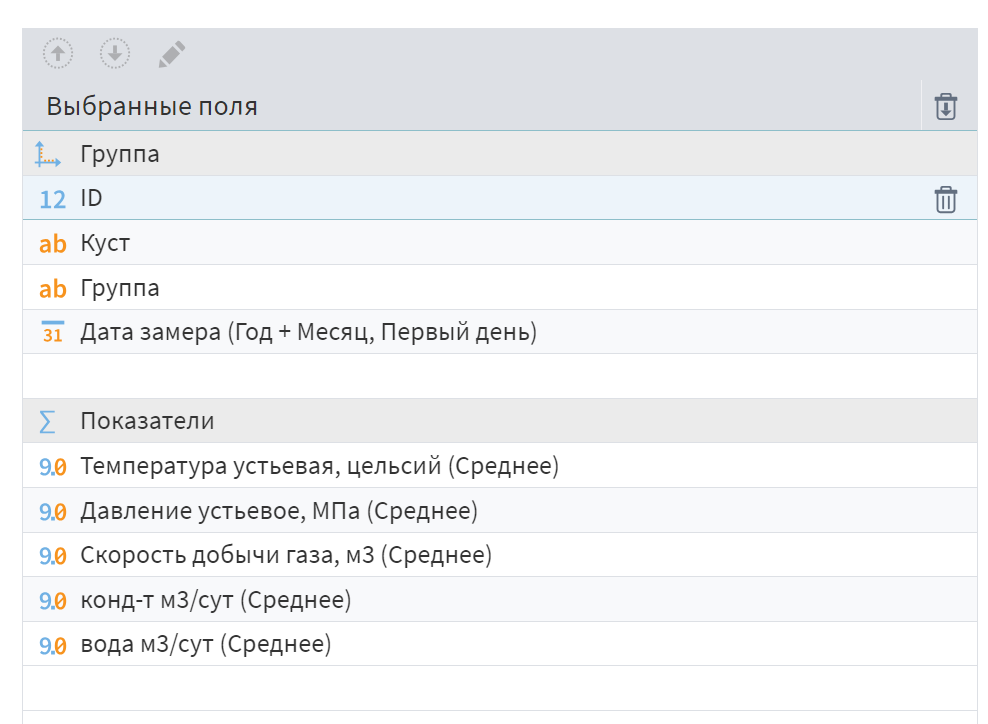 Выбранные поля
Группа
12 ID
ab Куст
ab Группа
31 Дата замера (Год + Месяц, Первый день)
Σ Показатели
9.0 Температура устьевая, цельсий (Среднее)
9.0 Давление устьевое, МПа (Среднее)
9.0 Скорость добычи газа, м3 (Среднее)
9.0 конд-т м3/сут (Среднее)
9.0 вода м3/сут (Среднее)